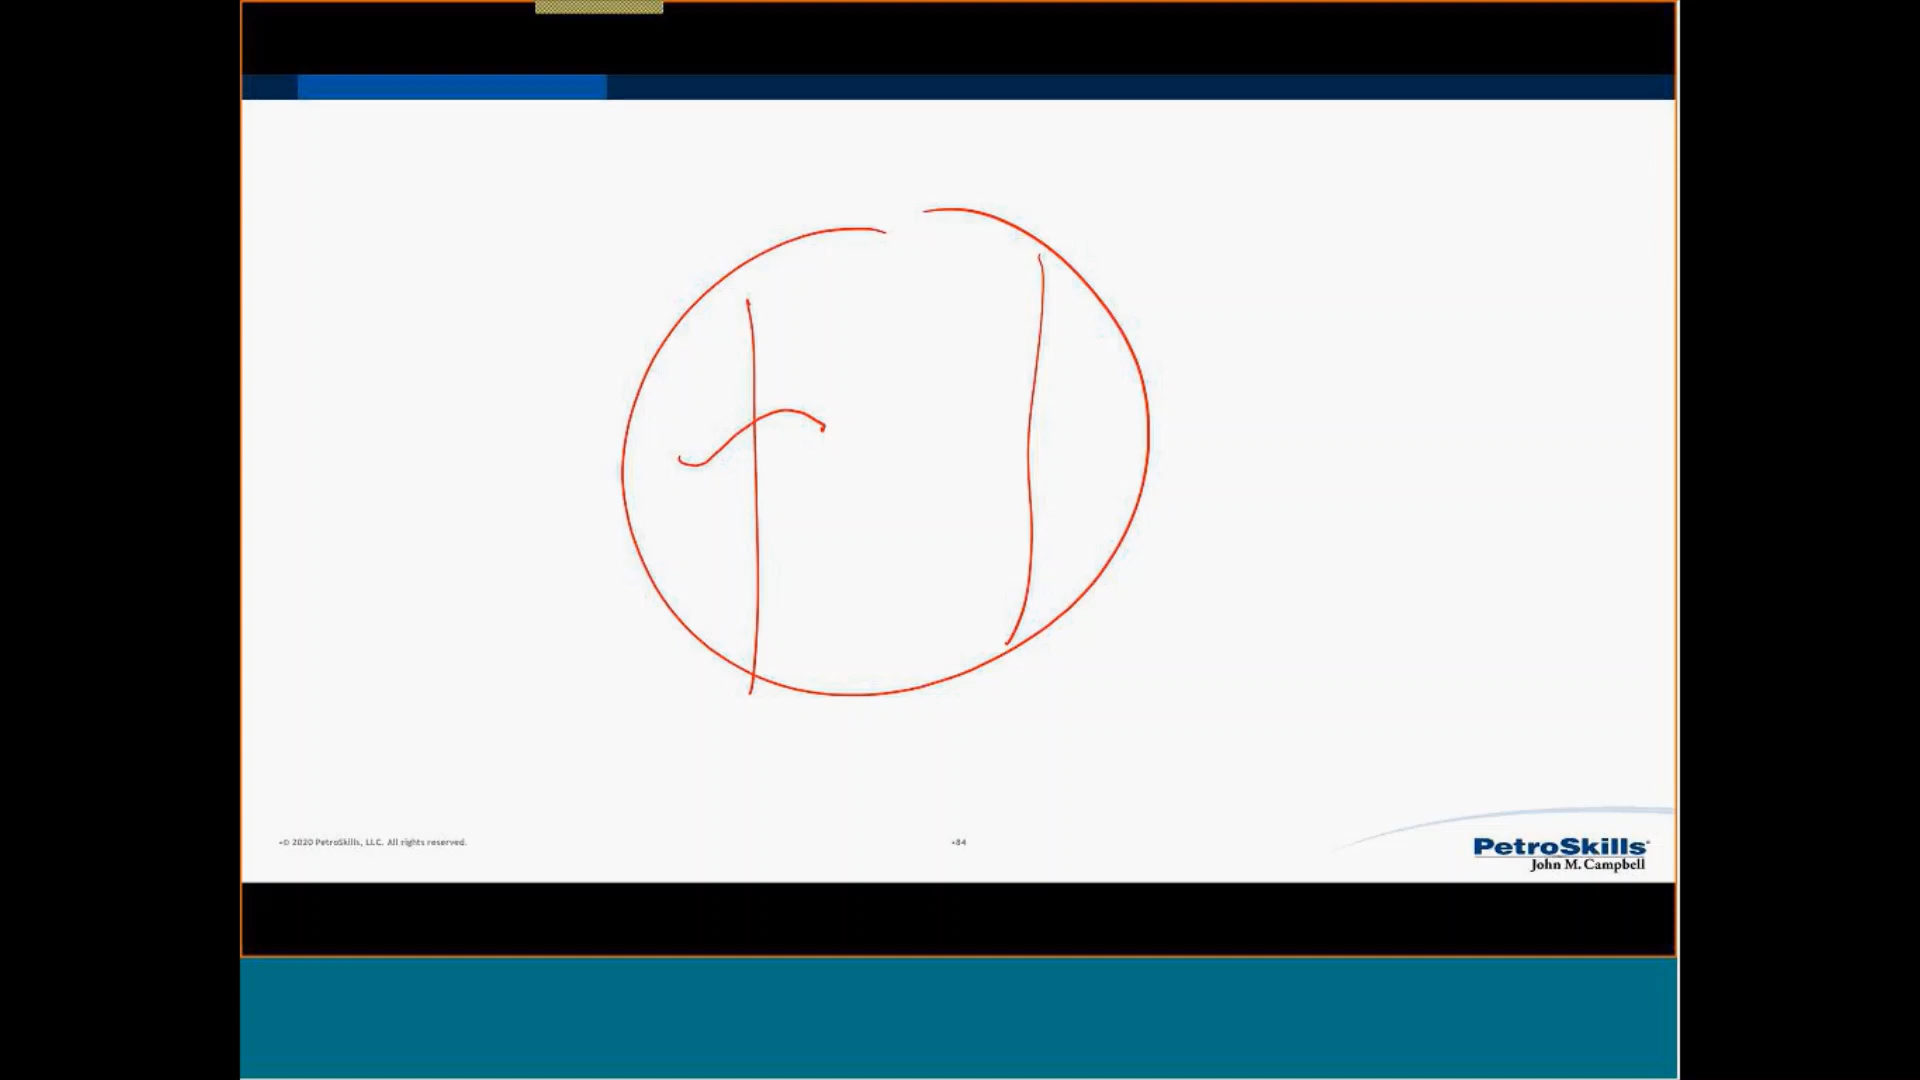 •© 2020 PetroSkills, LLC. All rights reserved.
•84
PetroSkills®
John M. Campbell